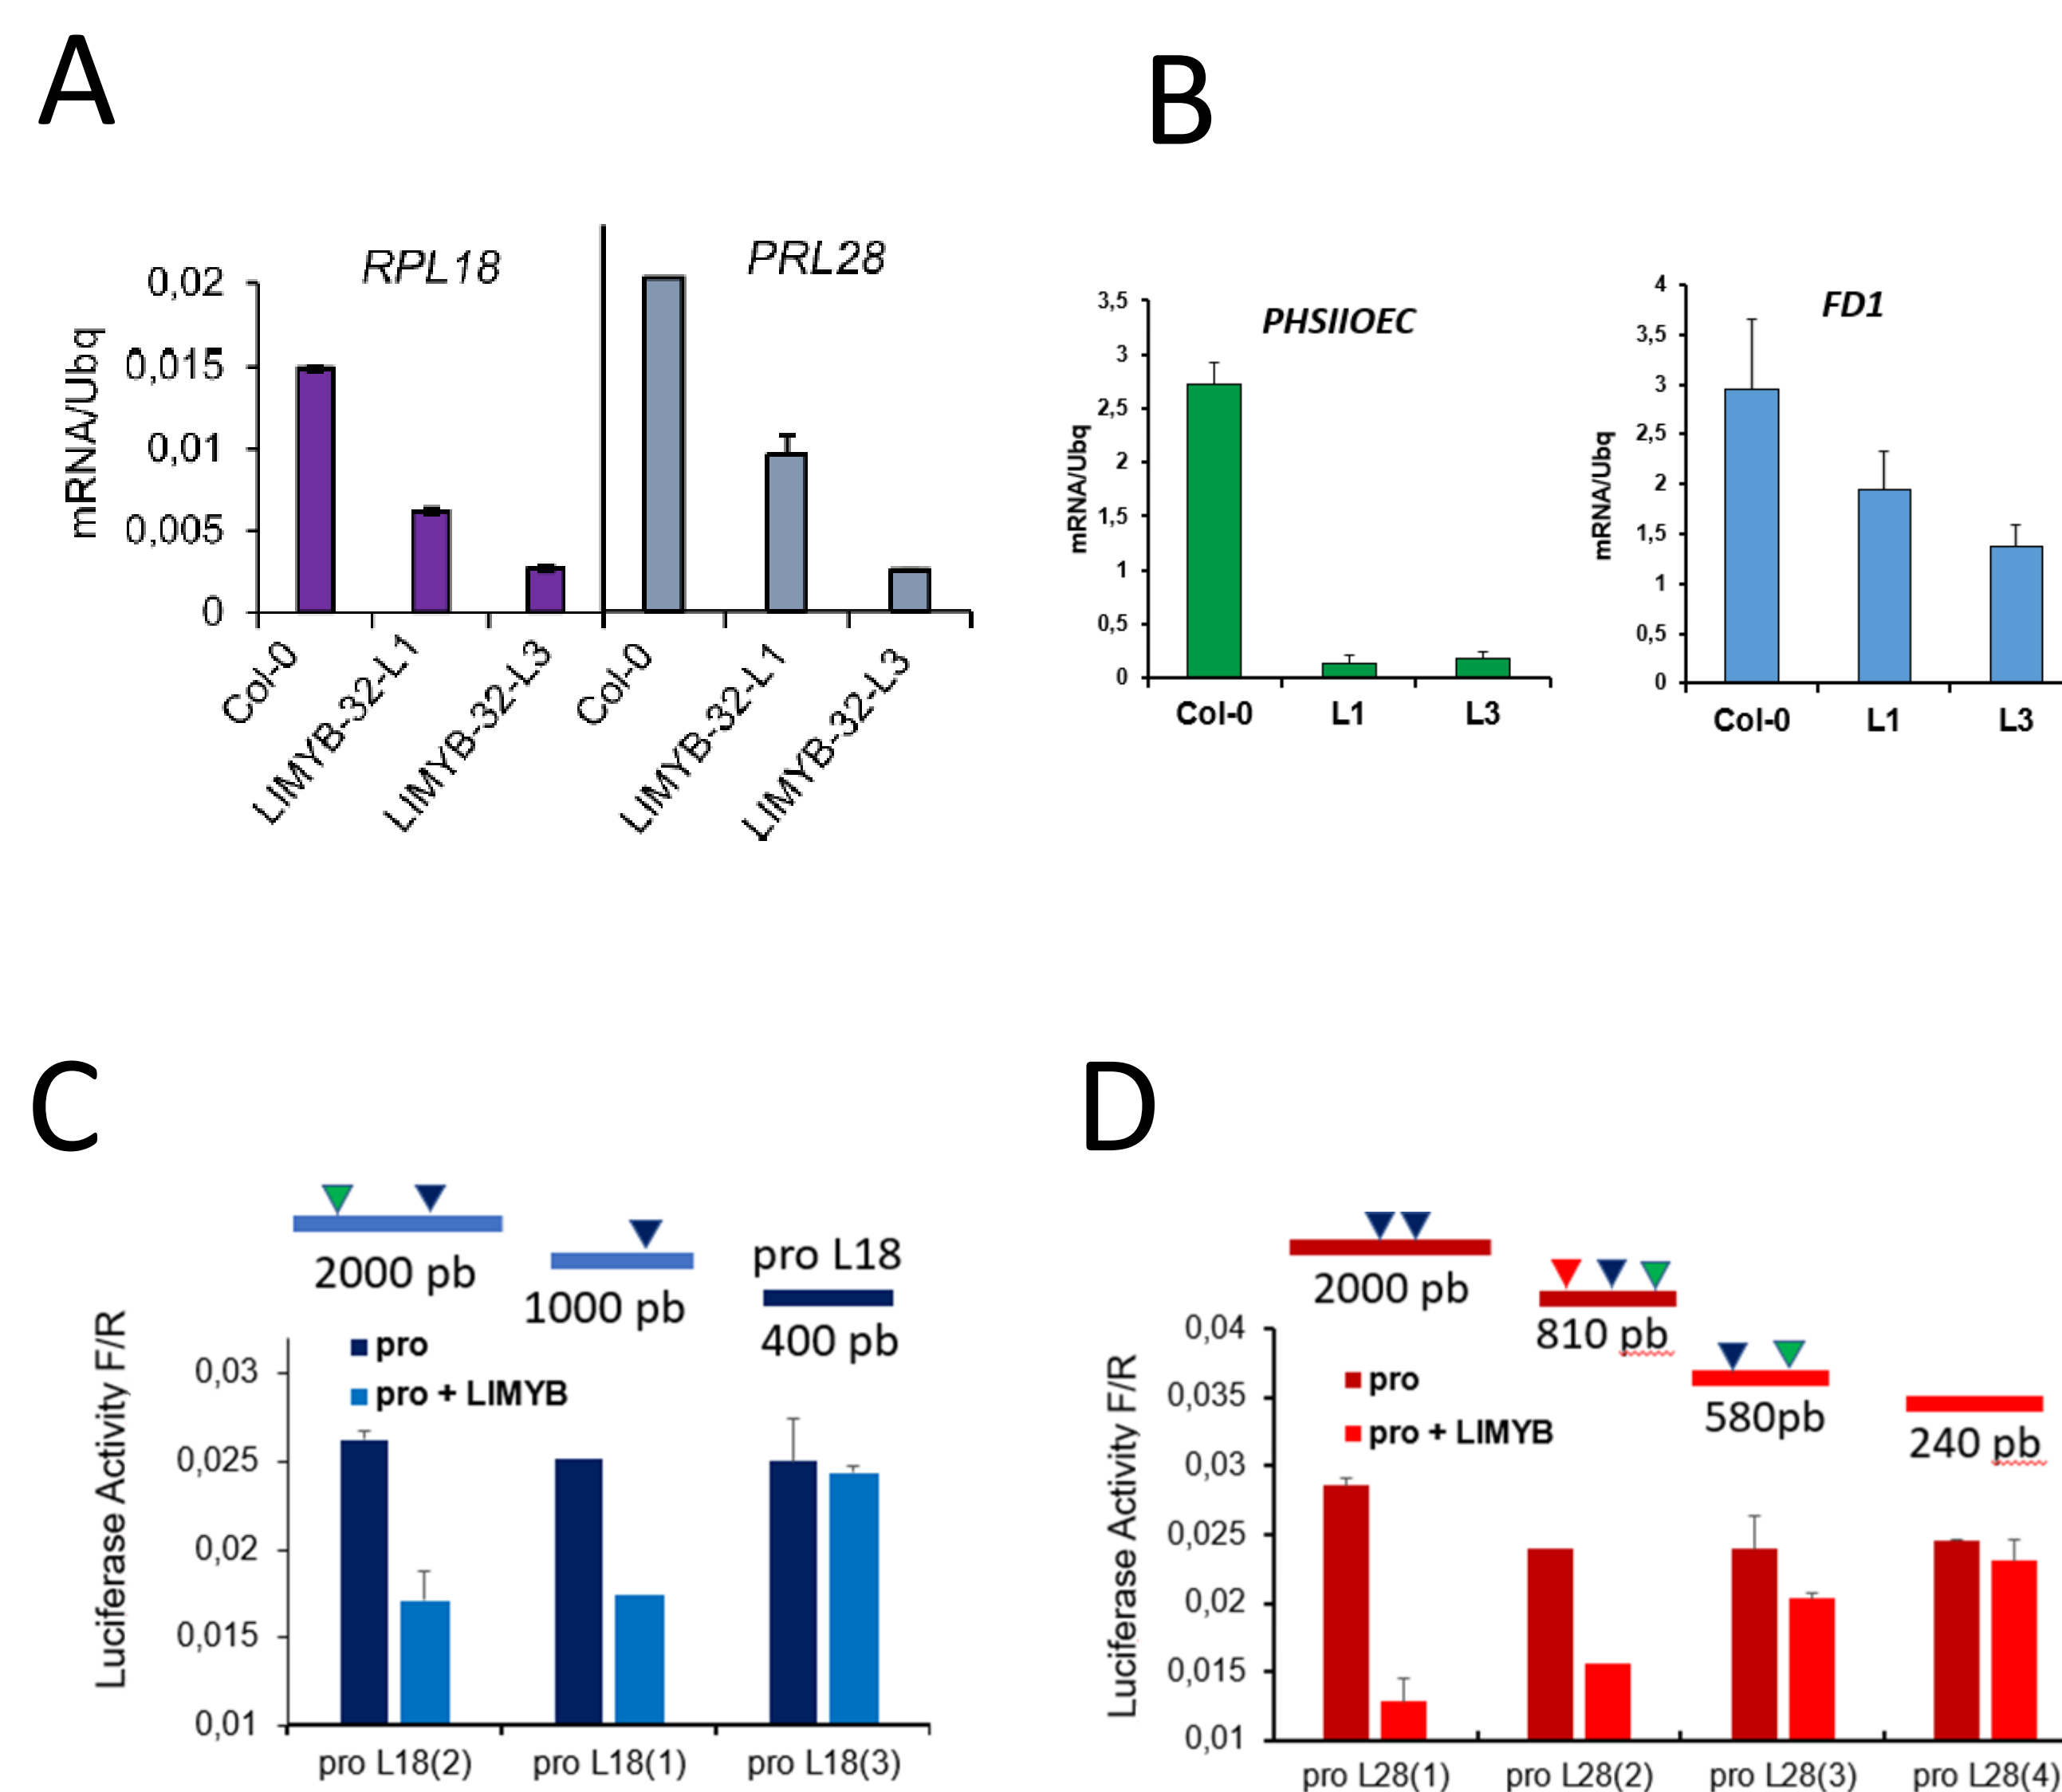 A
RPL18
PRL28
mRNA/Ubq
0,02
0,015
0,01
0,005
0
Col-0
LIMYB-32-L1
LIMYB-32-L3
Col-0
LIMYB-32-L1
LIMYB-32-L3
B
PHSIIOEC
mRNA/Ubq
3,5
3
2,5
2
1,5
1
0,5
0
Col-0 L1 L3
FD1
mRNA/Ubq
4
3,5
3
2,5
2
1,5
1
0,5
0
Col-0 L1 L3
C
2000 pb
1000 pb
pro L18
400 pb
pro
pro + LIMYB
Luciferase Activity F/R
0,03
0,025
0,02
0,015
0,01
pro L18(2) pro L18(1) pro L18(3)
D
2000 pb
810 pb
580pb
240 pb
pro
pro + LIMYB
Luciferase Activity F/R
0,04
0,035
0,03
0,025
0,02
0,015
0,01
pro L28(1) pro L28(2) pro L28(3) pro L28(4)